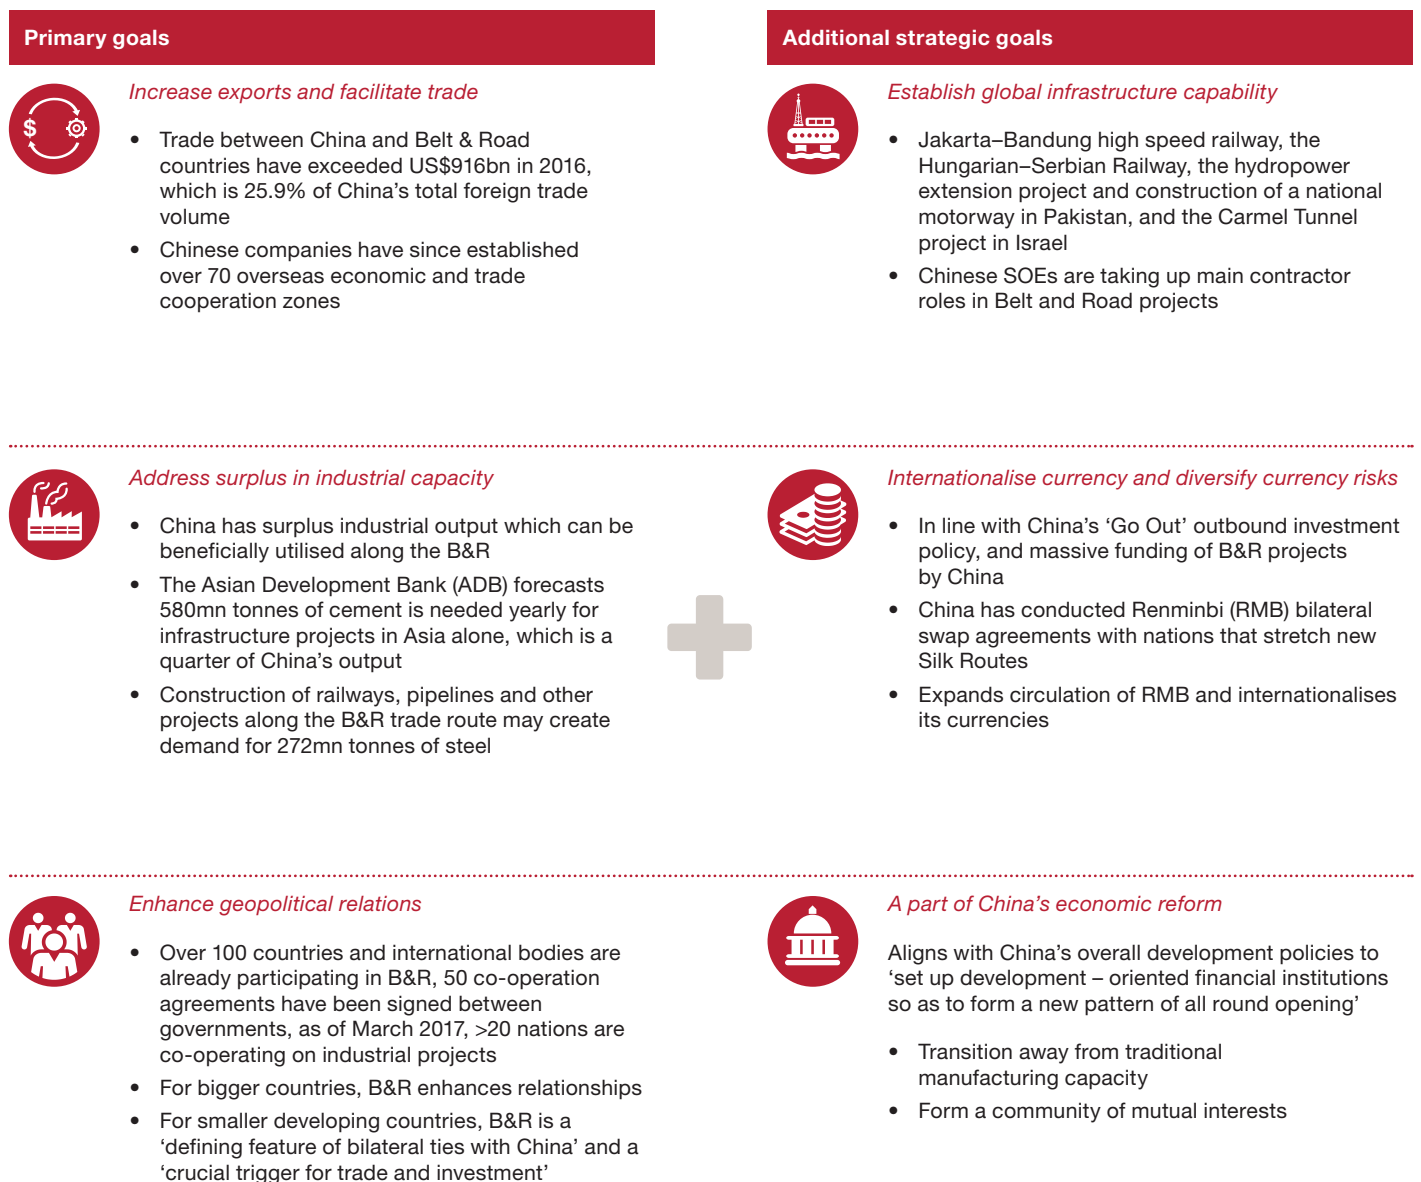 Primary goals
Increase exports and facilitate trade
$
• Trade between China and Belt & Road
countries have exceeded US$916bn in 2016,
which is 25.9% of China’s total foreign trade
volume
• Chinese companies have since established
over 70 overseas economic and trade
cooperation zones
Address surplus in industrial capacity
• China has surplus industrial output which can be
beneficially utilised along the B&R
• The Asian Development Bank (ADB) forecasts
580mn tonnes of cement is needed yearly for
infrastructure projects in Asia alone, which is a
quarter of China’s output
• Construction of railways, pipelines and other
projects along the B&R trade route may create
demand for 272mn tonnes of steel
Enhance geopolitical relations
• Over 100 countries and international bodies are
already participating in B&R, 50 co-operation
agreements have been signed between
governments, as of March 2017, >20 nations are
co-operating on industrial projects
• For bigger countries, B&R enhances relationships
• For smaller developing countries, B&R is a
‘defining feature of bilateral ties with China’ and a
‘crucial trigger for trade and investment’
Additional strategic goals
Establish global infrastructure capability
• Jakarta–Bandung high speed railway, the
Hungarian–Serbian Railway, the hydropower
extension project and construction of a national
motorway in Pakistan, and the Carmel Tunnel
project in Israel
• Chinese SOEs are taking up main contractor
roles in Belt and Road projects
Internationalise currency and diversify currency risks
• In line with China’s ‘Go Out’ outbound investment
policy, and massive funding of B&R projects
by China
• China has conducted Renminbi (RMB) bilateral
swap agreements with nations that stretch new
Silk Routes
• Expands circulation of RMB and internationalises
its currencies
A part of China’s economic reform
Aligns with China’s overall development policies to
‘set up development – oriented financial institutions
so as to form a new pattern of all round opening’
• Transition away from traditional
manufacturing capacity
• Form a community of mutual interests